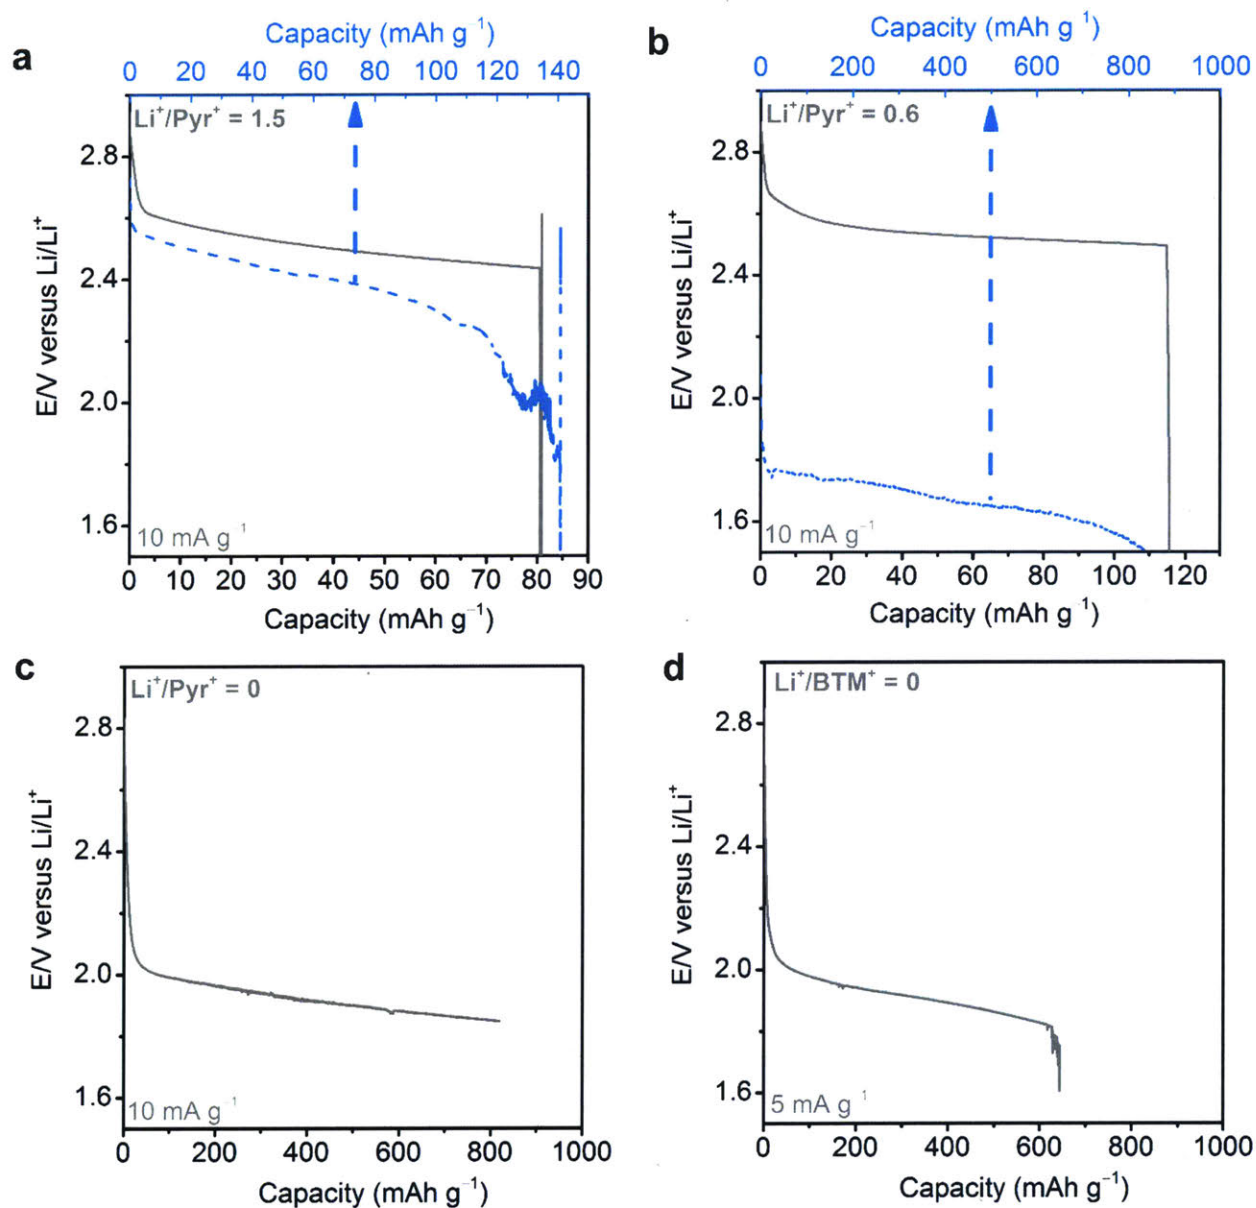 a
Capacity (mAh g⁻¹)
0 20 40 60 80 100 120 140
Li⁺/Pyr⁺ = 1.5
E/V versus Li/Li⁺
2.8
2.4
2.0
1.6
10 mA g⁻¹
0 10 20 30 40 50 60 70 80 90
Capacity (mAh g⁻¹)
b
Capacity (mAh g⁻¹)
0 200 400 600 800 1000
Li⁺/Pyr⁺ = 0.6
E/V versus Li/Li⁺
2.8
2.4
2.0
1.6
10 mA g⁻¹
0 20 40 60 80 100 120
Capacity (mAh g⁻¹)
c
Li⁺/Pyr⁺ = 0
E/V versus Li/Li⁺
2.8
2.4
2.0
1.6
10 mA g⁻¹
0 200 400 600 800 1000
Capacity (mAh g⁻¹)
d
Li⁺/BTM⁺ = 0
E/V versus Li/Li⁺
2.8
2.4
2.0
1.6
5 mA g⁻¹
0 200 400 600 800 1000
Capacity (mAh g⁻¹)